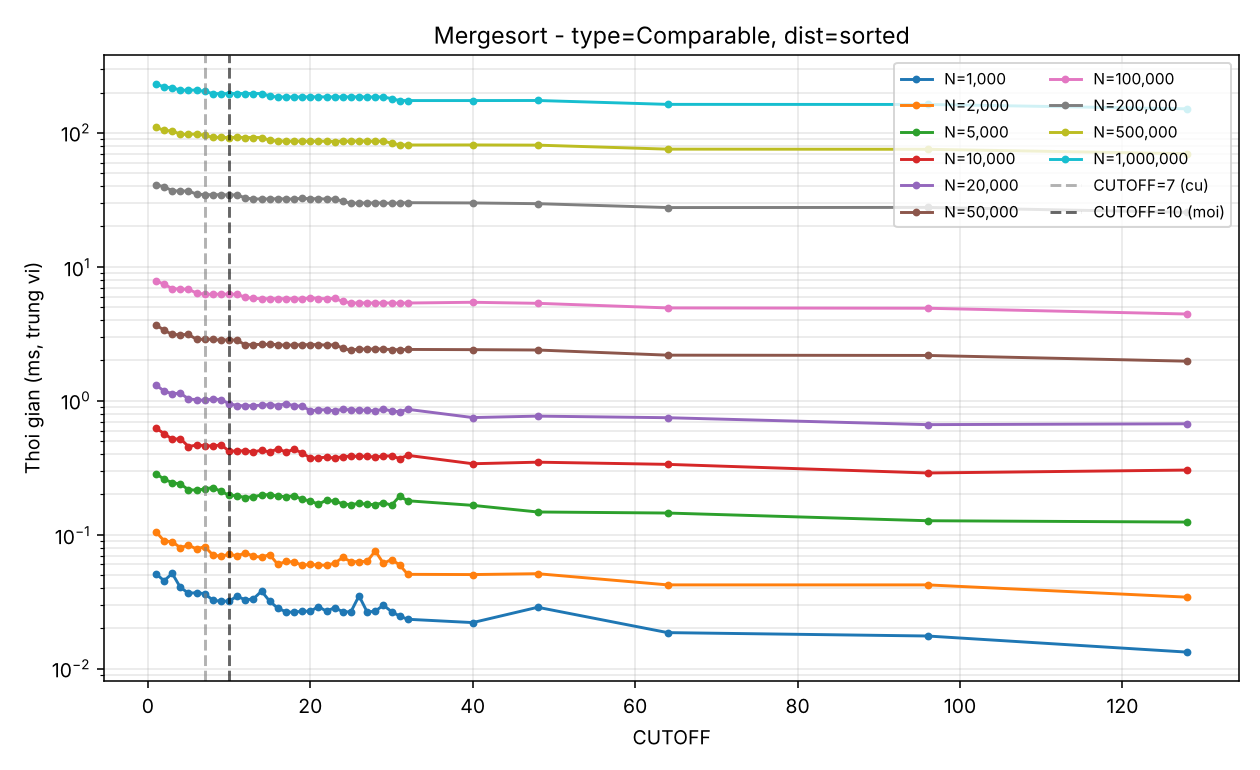 Mergesort - type=Comparable, dist=sorted
Thoi gian (ms, trung vi)
10²
10¹
10⁰
10⁻¹
10⁻²
N=1,000
N=2,000
N=5,000
N=10,000
N=20,000
N=50,000
N=100,000
N=200,000
N=500,000
N=1,000,000
CUTOFF=7 (cu)
CUTOFF=10 (moi)
0 20 40 60 80 100 120
CUTOFF